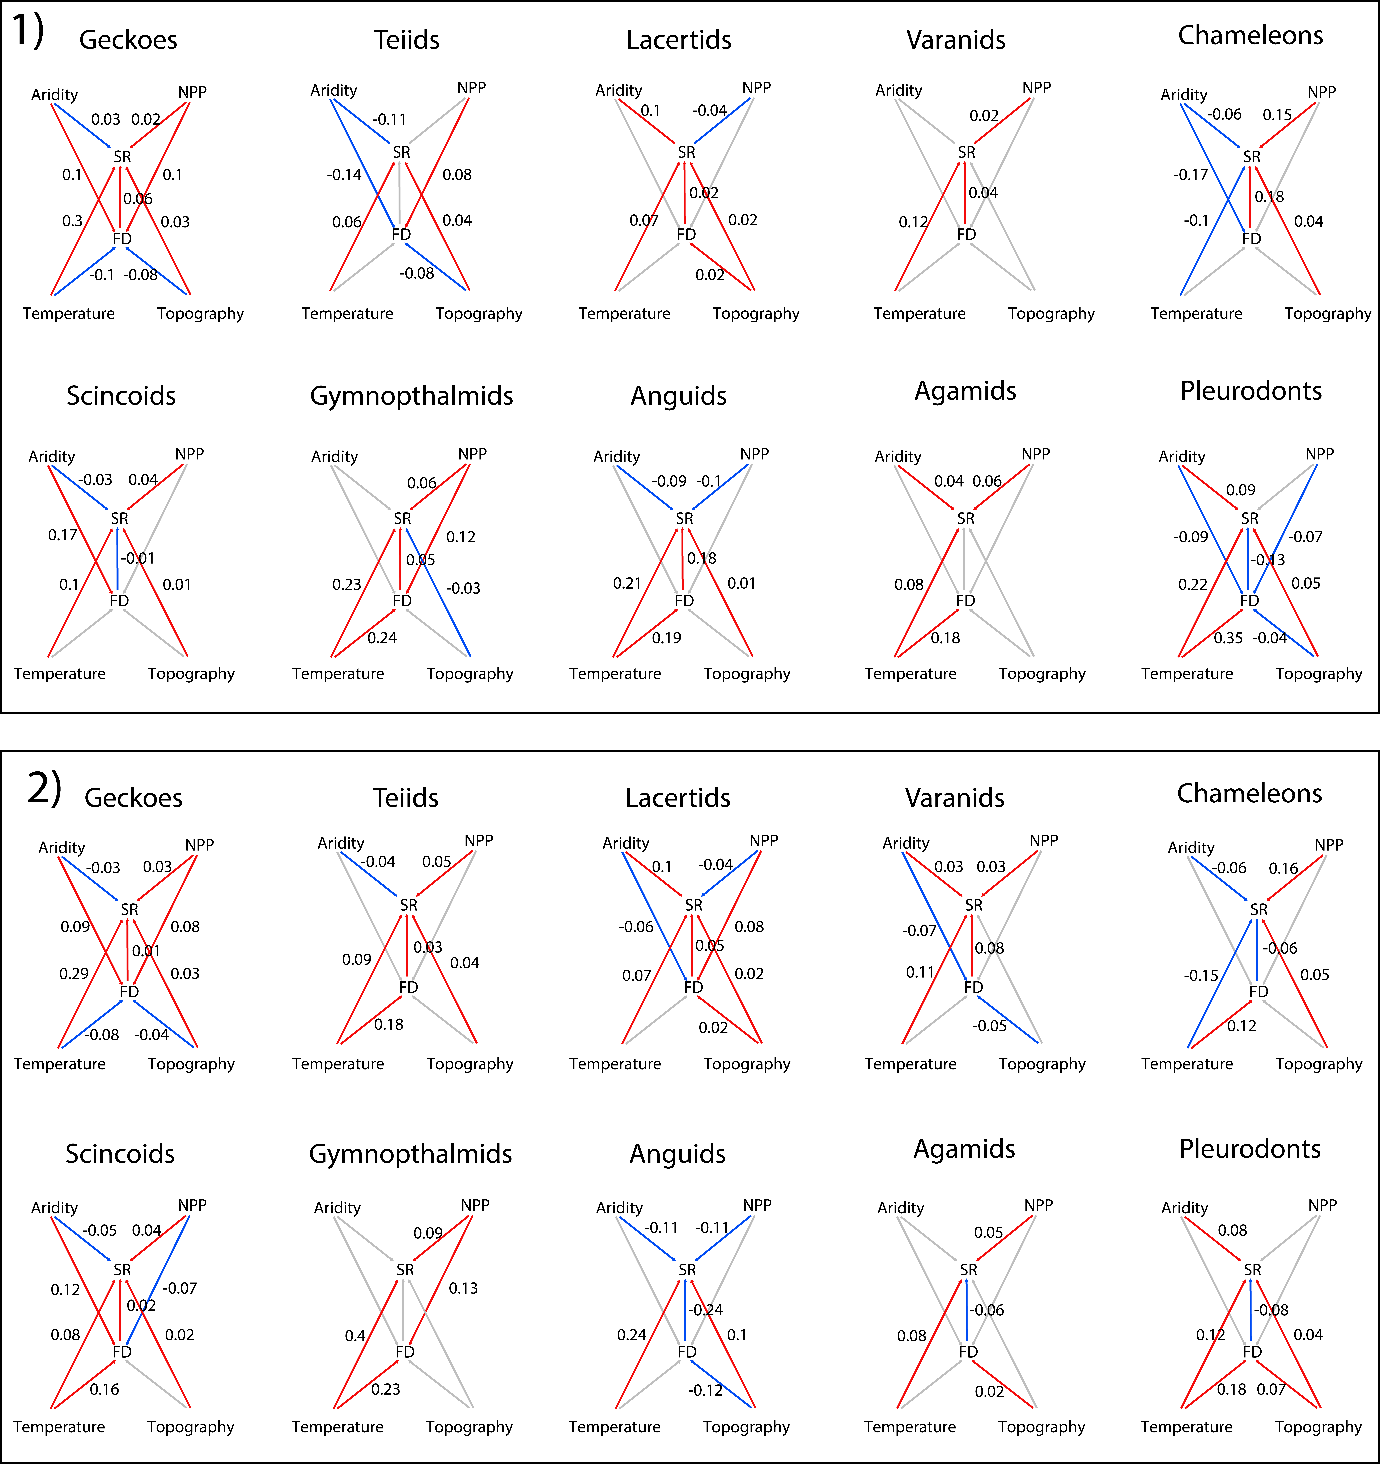 1)
Geckoes Teiids Lacertids Varanids Chameleons
Aridity NPP Aridity NPP Aridity NPP Aridity NPP Aridity NPP
0.03 0.02 -0.11 0.1 -0.04 0.02 -0.06 0.15
SR SR SR SR SR
0.1 0.1 -0.14 0.08 -0.17
0.06 0.02 0.04 0.18
0.3 0.03 0.06 0.04 0.07 0.02 0.12 -0.1 0.04
FD FD FD FD FD
-0.1 -0.08 -0.08 0.02
Temperature Topography Temperature Topography Temperature Topography Temperature Topography Temperature Topography
Scincoids Gymnopthalmids Anguids Agamids Pleurodonts
Aridity NPP Aridity NPP Aridity NPP Aridity NPP Aridity NPP
-0.03 0.04 0.06 -0.09 -0.1 0.04 0.06 0.09
SR SR SR SR SR
0.17 0.12 -0.09 -0.07
-0.01 0.05 0.18 -0.13
0.1 0.01 0.23 -0.03 0.21 0.01 0.08 0.22 0.05
FD FD FD FD FD
0.24 0.19 0.18 0.35 -0.04
Temperature Topography Temperature Topography Temperature Topography Temperature Topography Temperature Topography
2)
Geckoes Teiids Lacertids Varanids Chameleons
Aridity NPP Aridity NPP Aridity NPP Aridity NPP Aridity NPP
-0.03 0.03 -0.04 0.05 0.1 -0.04 0.03 0.03 -0.06 0.16
SR SR SR SR SR
0.09 0.08 -0.06 0.08 -0.07
0.01 0.03 0.05 0.08 -0.06
0.29 0.03 0.09 0.04 0.07 0.02 0.11 -0.15 0.05
FD FD FD FD FD
-0.08 -0.04 0.18 0.02 -0.05 0.12
Temperature Topography Temperature Topography Temperature Topography Temperature Topography Temperature Topography
Scincoids Gymnopthalmids Anguids Agamids Pleurodonts
Aridity NPP Aridity NPP Aridity NPP Aridity NPP Aridity NPP
-0.05 0.04 0.09 -0.11 -0.11 0.05 0.08
SR SR SR SR SR
0.12 -0.07 0.13
0.02 -0.24 -0.06 -0.08
0.08 0.02 0.4 0.24 0.1 0.08 0.12 0.04
FD FD FD FD FD
0.16 0.23 -0.12 0.02 0.18 0.07
Temperature Topography Temperature Topography Temperature Topography Temperature Topography Temperature Topography